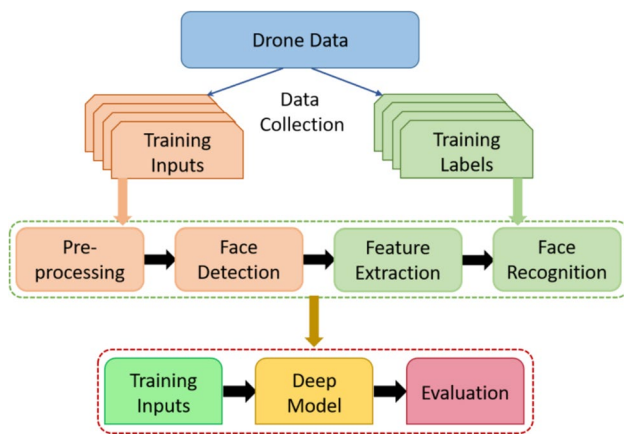 Drone Data
Data
Collection
Training
Inputs
Training
Labels
Pre-
processing
Face
Detection
Feature
Extraction
Face
Recognition
Training
Inputs
Deep
Model
Evaluation